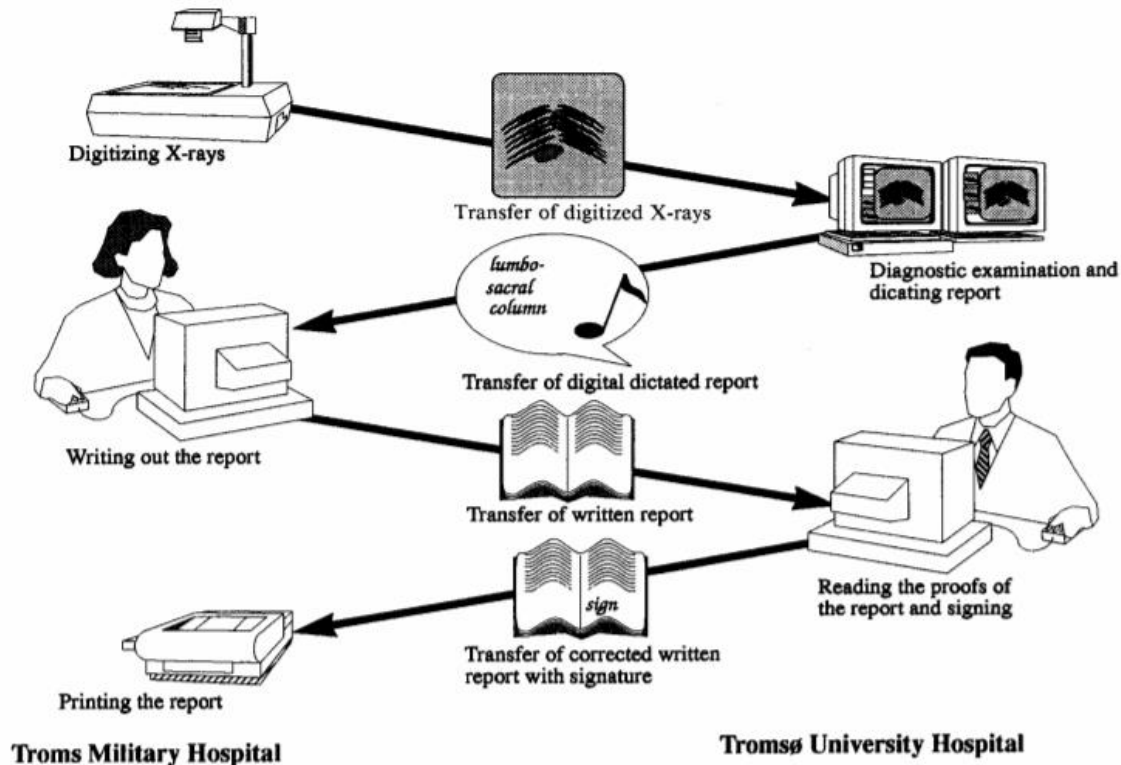 Digitizing X-rays
Transfer of digitized X-rays
Diagnostic examination and
dicating report
lumbo-
sacral
column
Transfer of digital dictated report
Writing out the report
Transfer of written report
Reading the proofs of
the report and signing
sign
Transfer of corrected written
report with signature
Printing the report
Troms Military Hospital
Tromsø University Hospital